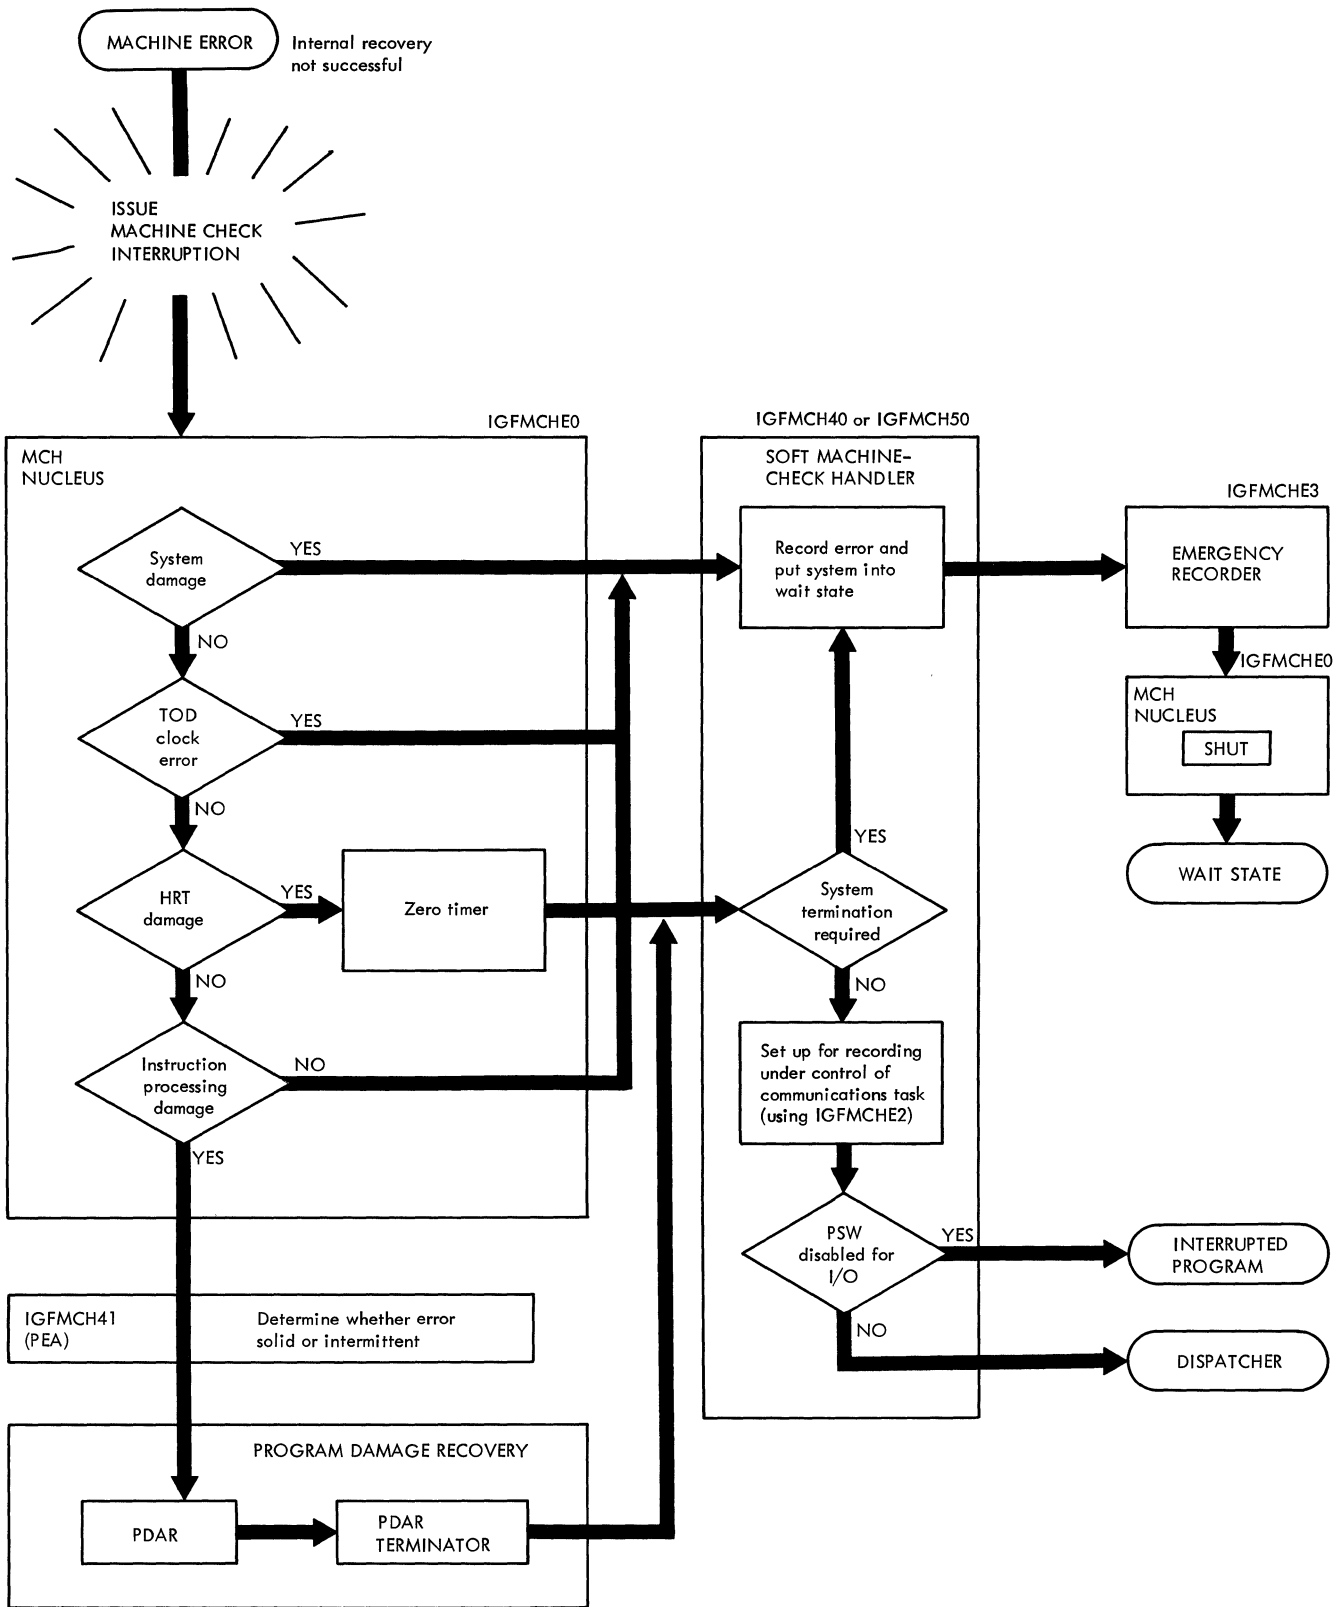 MACHINE ERROR
Internal recovery
not successful
ISSUE
MACHINE CHECK
INTERRUPTION
IGFMCHE0
MCH
NUCLEUS
System
damage
YES
NO
TOD
clock
error
YES
NO
HRT
damage
YES
Zero timer
NO
Instruction
processing
damage
NO
YES
IGFMCH41
(PEA)
Determine whether error
solid or intermittent
PROGRAM DAMAGE RECOVERY
PDAR
PDAR
TERMINATOR
IGFMCH40 or IGFMCH50
SOFT MACHINE-
CHECK HANDLER
Record error and
put system into
wait state
YES
System
termination
required
NO
Set up for recording
under control of
communications task
(using IGFMCHE2)
PSW
disabled for
I/O
YES
NO
IGFMCHE3
EMERGENCY
RECORDER
IGFMCHE0
MCH
NUCLEUS
SHUT
WAIT STATE
INTERRUPTED
PROGRAM
DISPATCHER